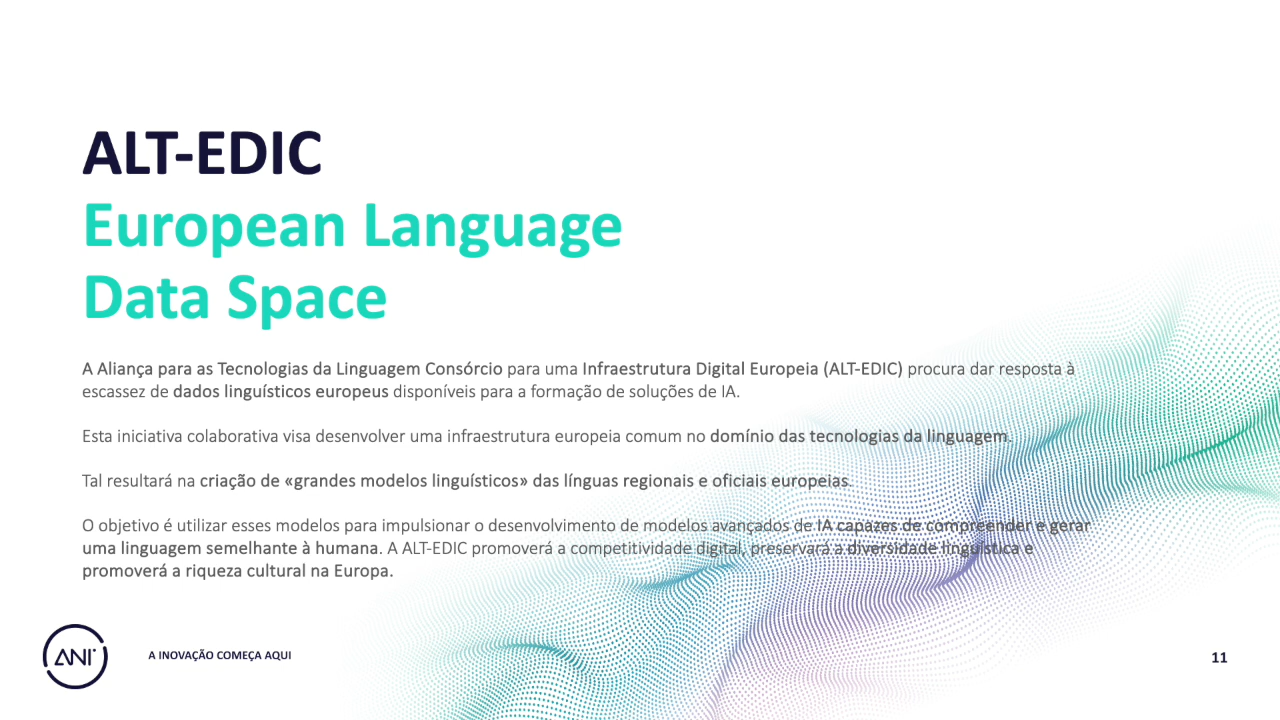 ALT-EDIC
European Language
Data Space
A Aliança para as Tecnologias da Linguagem Consórcio para uma Infraestrutura Digital Europeia (ALT-EDIC) procura dar resposta à
escassez de dados linguísticos europeus disponíveis para a formação de soluções de IA.
Esta iniciativa colaborativa visa desenvolver uma infraestrutura europeia comum no domínio das tecnologias da linguagem.
Tal resultará na criação de «grandes modelos linguísticos» das línguas regionais e oficiais europeias.
O objetivo é utilizar esses modelos para impulsionar o desenvolvimento de modelos avançados de IA capazes de compreender e gerar
uma linguagem semelhante à humana. A ALT-EDIC promoverá a competitividade digital, preservará a diversidade linguística e
promoverá a riqueza cultural na Europa.
ANI
A INOVAÇÃO COMEÇA AQUI
11